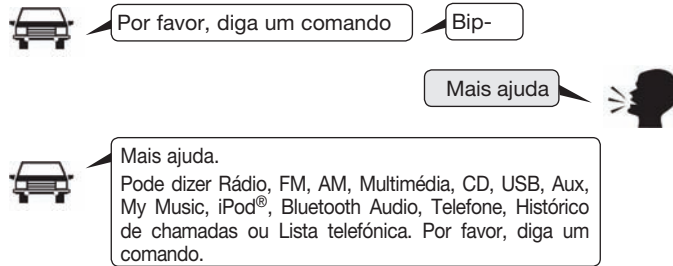 Por favor, diga um comando
Bip-
Mais ajuda
Mais ajuda.
Pode dizer Rádio, FM, AM, Multimédia, CD, USB, Aux,
My Music, iPod®, Bluetooth Audio, Telefone, Histórico
de chamadas ou Lista telefónica. Por favor, diga um
comando.